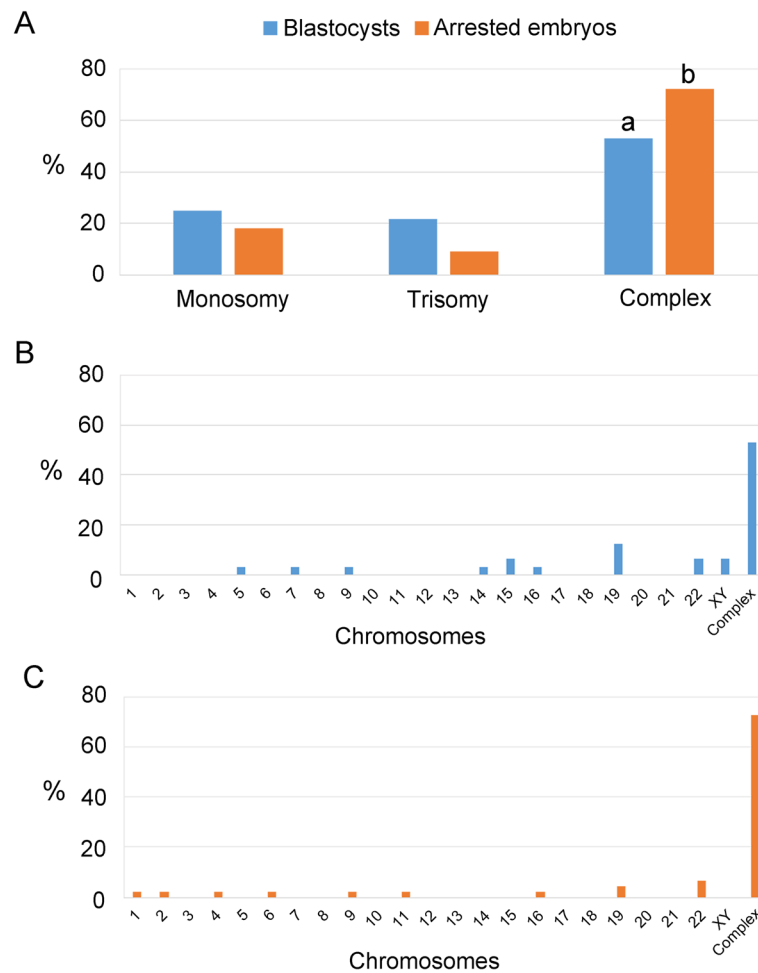 A
Blastocysts Arrested embryos
80
60
40
20
0
%
a
b
Monosomy Trisomy Complex
B
80
60
40
20
0
%
1 2 3 4 5 6 7 8 9 10 11 12 13 14 15 16 17 18 19 20 21 22 XY Complex
Chromosomes
C
80
60
40
20
0
%
1 2 3 4 5 6 7 8 9 10 11 12 13 14 15 16 17 18 19 20 21 22 XY Complex
Chromosomes